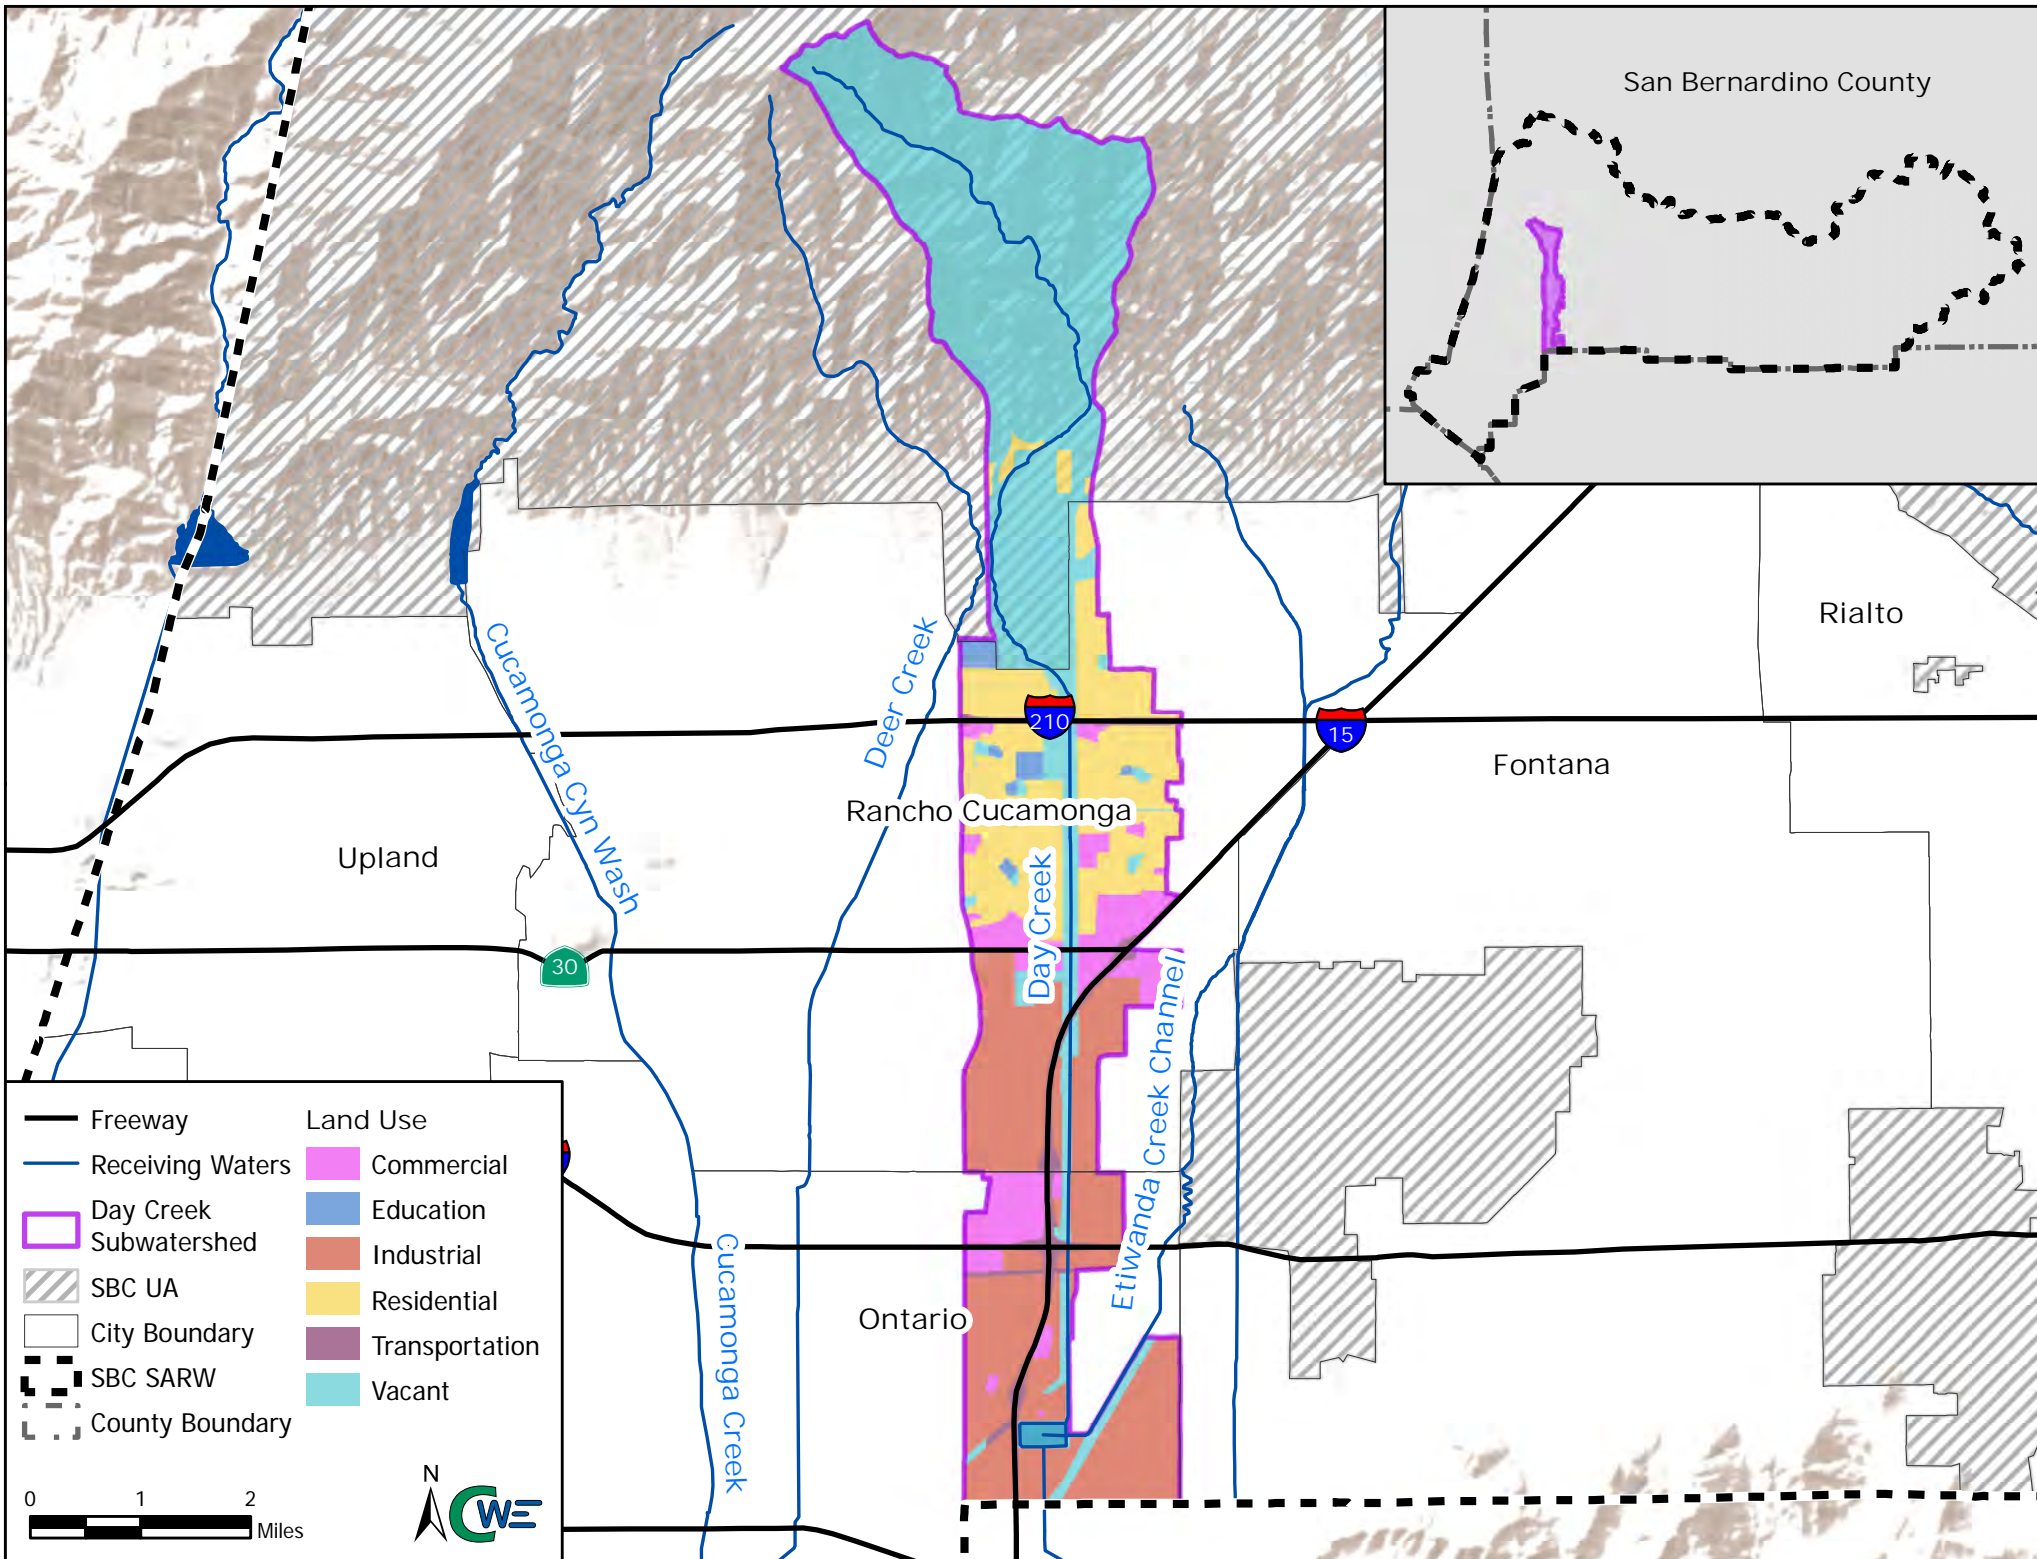 San Bernardino County
Rialto
Deer Creek
Cucamonga Cyn Wash
210
15
Fontana
Rancho Cucamonga
Upland
Day Creek
30
Etiwanda Creek Channel
Ontario
Cucamonga Creek
Freeway
Receiving Waters
Day Creek
Subwatershed
SBC UA
City Boundary
SBC SARW
County Boundary
Land Use
Commercial
Education
Industrial
Residential
Transportation
Vacant
0 1 2
Miles
N
CWE